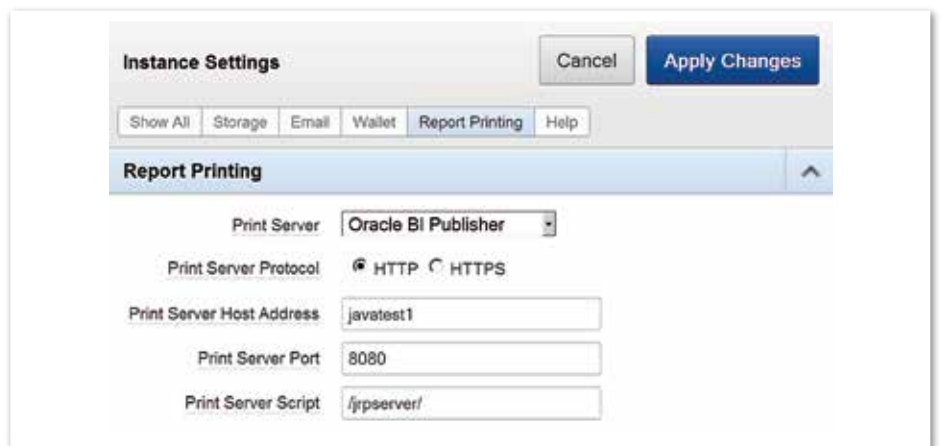 Instance Settings
Cancel
Apply Changes
Show All
Storage
Email
Wallet
Report Printing
Help
Report Printing
Print Server Oracle BI Publisher
Print Server Protocol HTTP HTTPS
Print Server Host Address javatest1
Print Server Port 8080
Print Server Script /jrpserver/